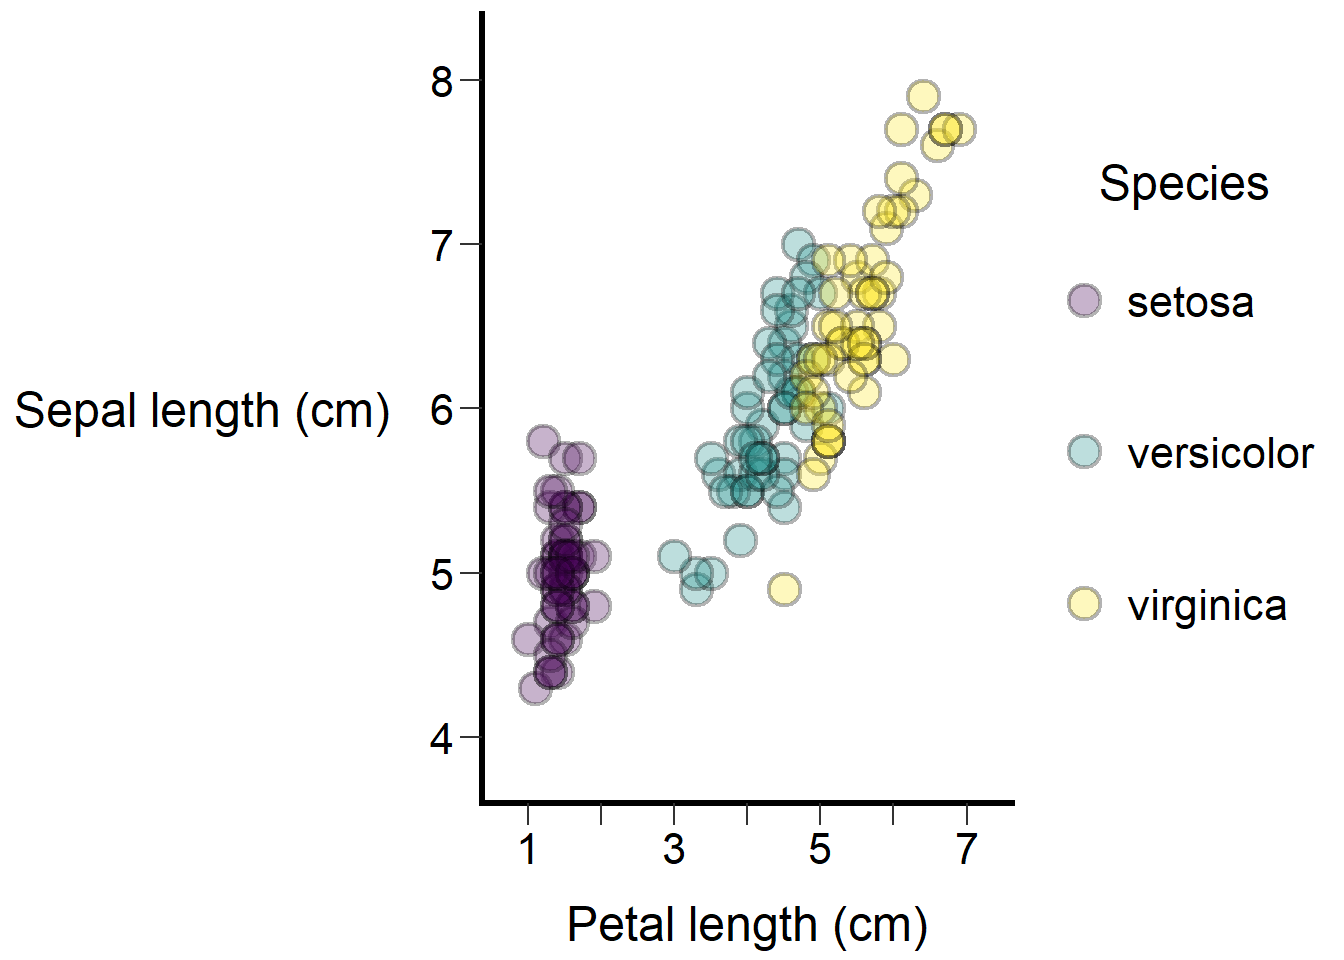 Sepal length (cm)
8
7
6
5
4
1 3 5 7
Petal length (cm)
Species
setosa
versicolor
virginica